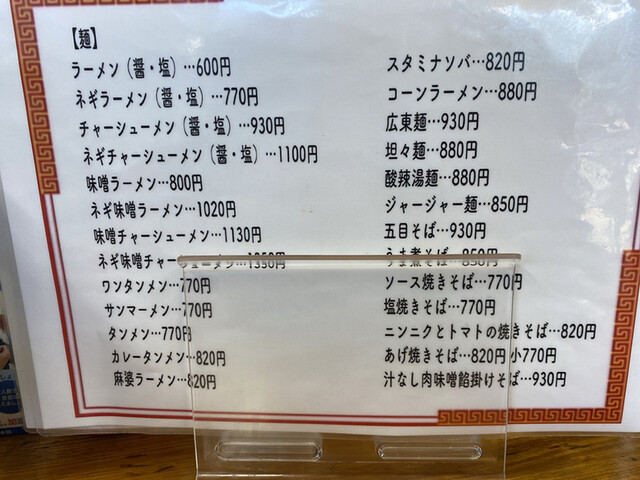 【麺】
ラーメン（醤・塩）…600円
ネギラーメン（醤・塩）…770円
チャーシューメン（醤・塩）…930円
ネギチャーシューメン（醤・塩）…1100円
味噌ラーメン…800円
ネギ味噌ラーメン…1020円
味噌チャーシューメン…1130円
ネギ味噌チャーシューメン…1350円
ワンタンメン…770円
サンマーメン…770円
タンメン…770円
カレータンメン…820円
麻婆ラーメン…820円
スタミナソバ…820円
コーンラーメン…880円
広東麺…930円
坦々麺…880円
酸辣湯麺…880円
ジャージャー麺…850円
五目そば…930円
うま煮そば…850円
ソース焼きそば…770円
塩焼きそば…770円
ニンニクとトマトの焼きそば…820円
あげ焼きそば…820円 小770円
汁なし肉味噌餡掛けそば…930円